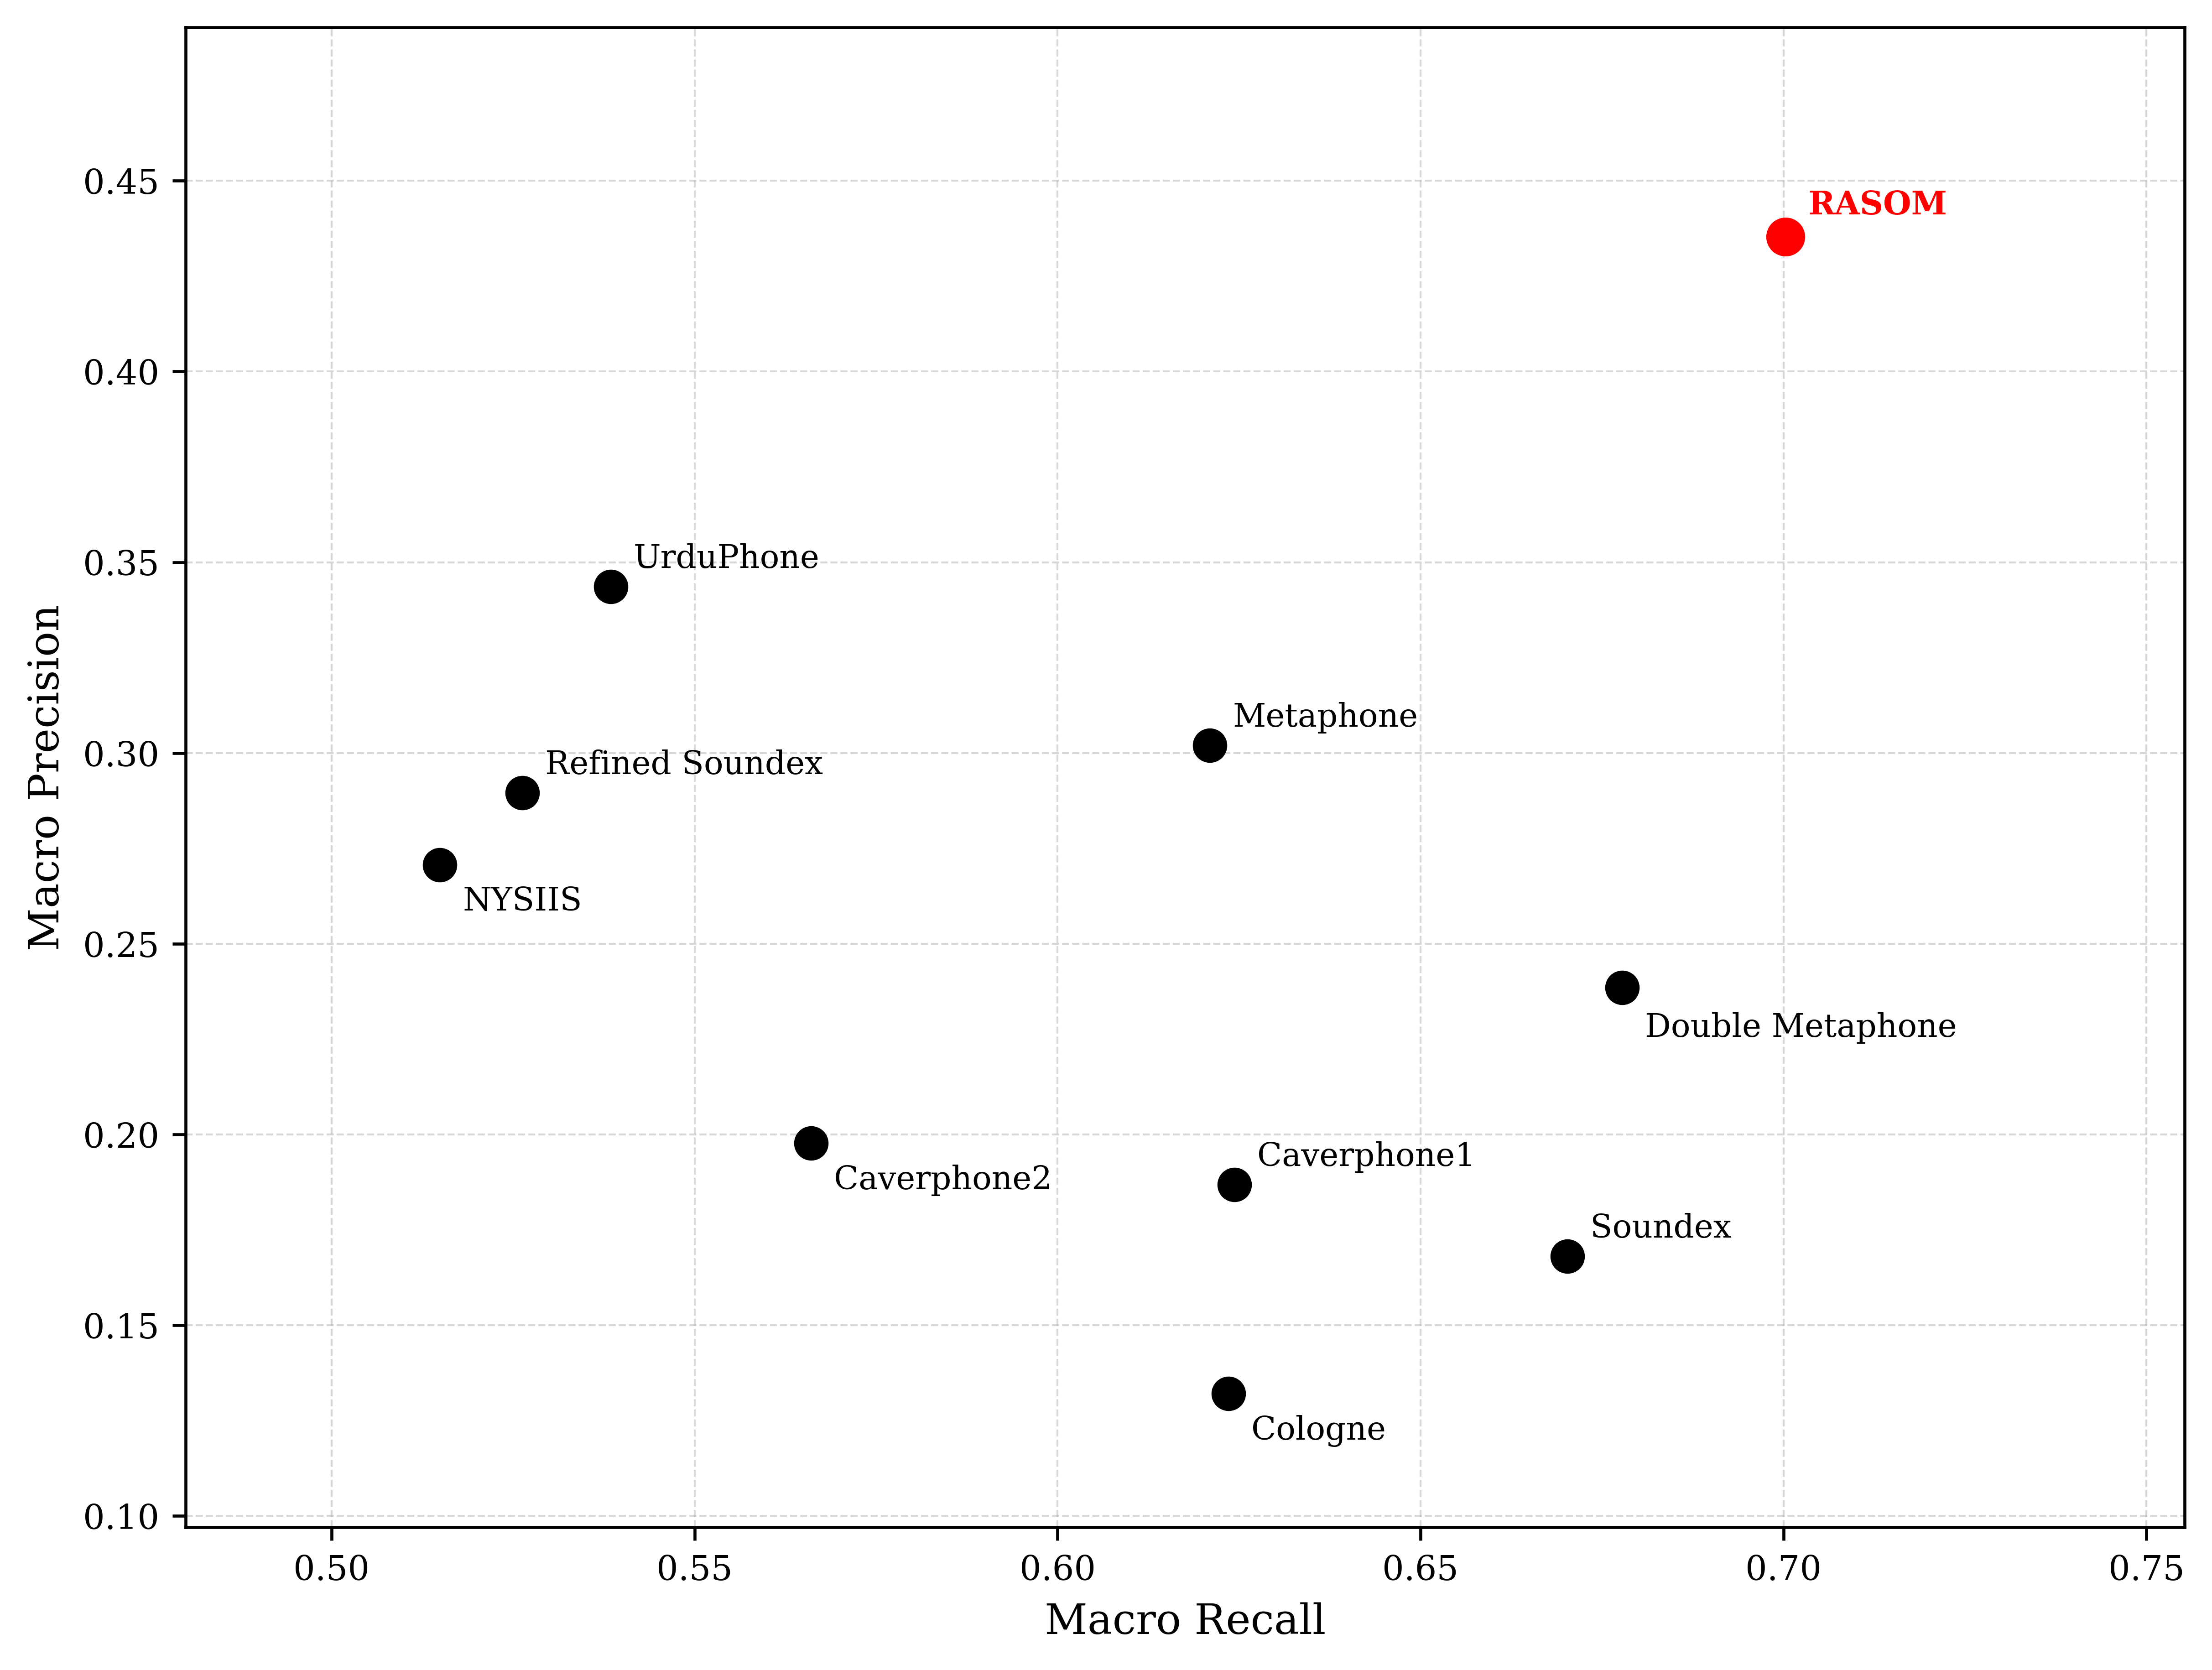 0.45
RASOM
0.40
UrduPhone
0.35
Metaphone
0.30
Refined Soundex
NYSIIS
0.25
Double Metaphone
0.20
Caverphone1
Caverphone2
Soundex
0.15
Cologne
0.10
Macro Precision
0.50 0.55 0.60 0.65 0.70 0.75
Macro Recall